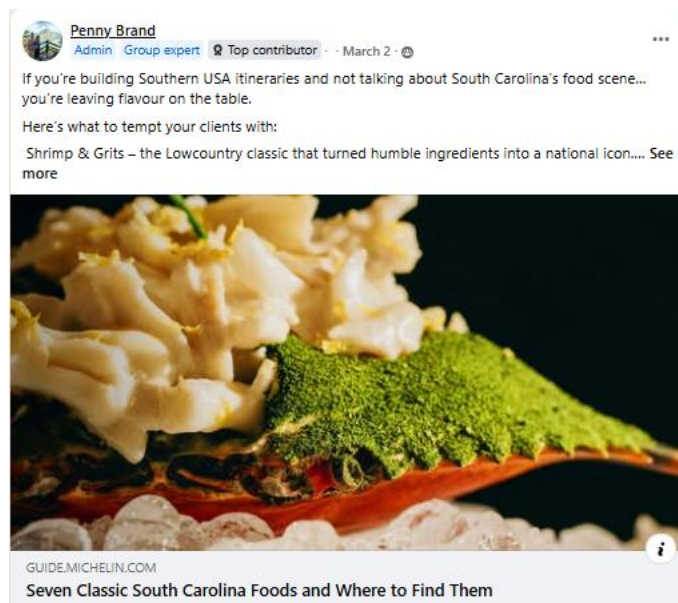 Penny Brand
Admin Group expert Top contributor · · March 2 ·
If you're building Southern USA itineraries and not talking about South Carolina's food scene...
you're leaving flavour on the table.
Here's what to tempt your clients with:
Shrimp & Grits – the Lowcountry classic that turned humble ingredients into a national icon.... See
more
i
GUIDE.MICHELIN.COM
Seven Classic South Carolina Foods and Where to Find Them